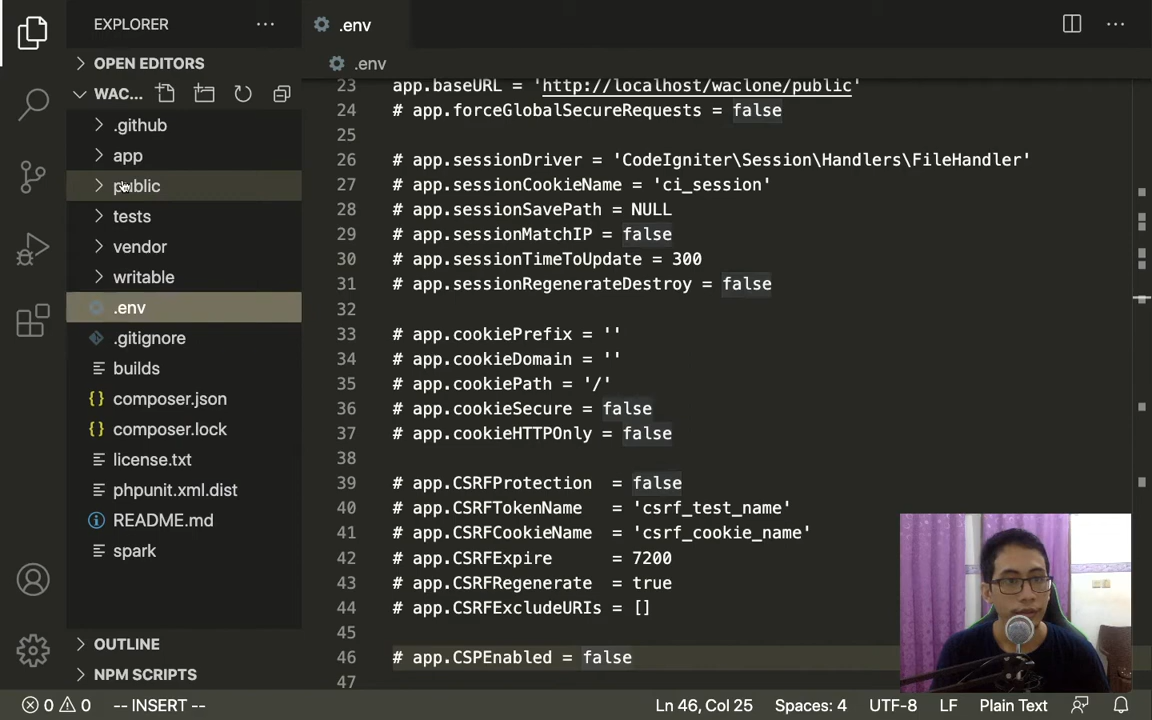 EXPLORER
OPEN EDITORS
WAC...
.github
app
public
tests
vendor
writable
.env
.gitignore
builds
composer.json
composer.lock
license.txt
phpunit.xml.dist
README.md
spark
OUTLINE
NPM SCRIPTS
.env
.env
23 app.baseURL = 'http://localhost/waclone/public'
24 # app.forceGlobalSecureRequests = false
25
26 # app.sessionDriver = 'CodeIgniter\Session\Handlers\FileHandler'
27 # app.sessionCookieName = 'ci_session'
28 # app.sessionSavePath = NULL
29 # app.sessionMatchIP = false
30 # app.sessionTimeToUpdate = 300
31 # app.sessionRegenerateDestroy = false
32
33 # app.cookiePrefix = ''
34 # app.cookieDomain = ''
35 # app.cookiePath = '/'
36 # app.cookieSecure = false
37 # app.cookieHTTPOnly = false
38
39 # app.CSRFProtection = false
40 # app.CSRFTokenName = 'csrf_test_name'
41 # app.CSRFCookieName = 'csrf_cookie_name'
42 # app.CSRFExpire = 7200
43 # app.CSRFRegenerate = true
44 # app.CSRFExcludeURIs = []
45
46 # app.CSPEnabled = false
47
0 0 -- INSERT -- Ln 46, Col 25 Spaces: 4 UTF-8 LF Plain Text